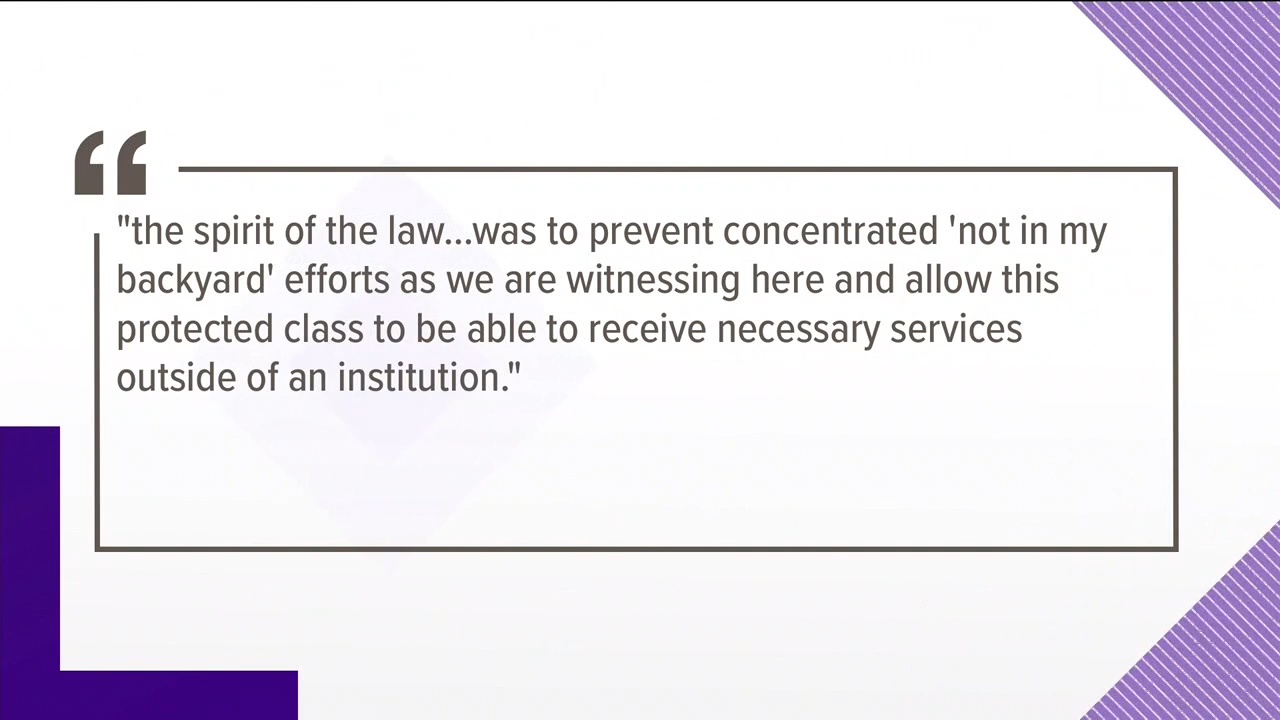 "the spirit of the law...was to prevent concentrated 'not in my
backyard' efforts as we are witnessing here and allow this
protected class to be able to receive necessary services
outside of an institution."